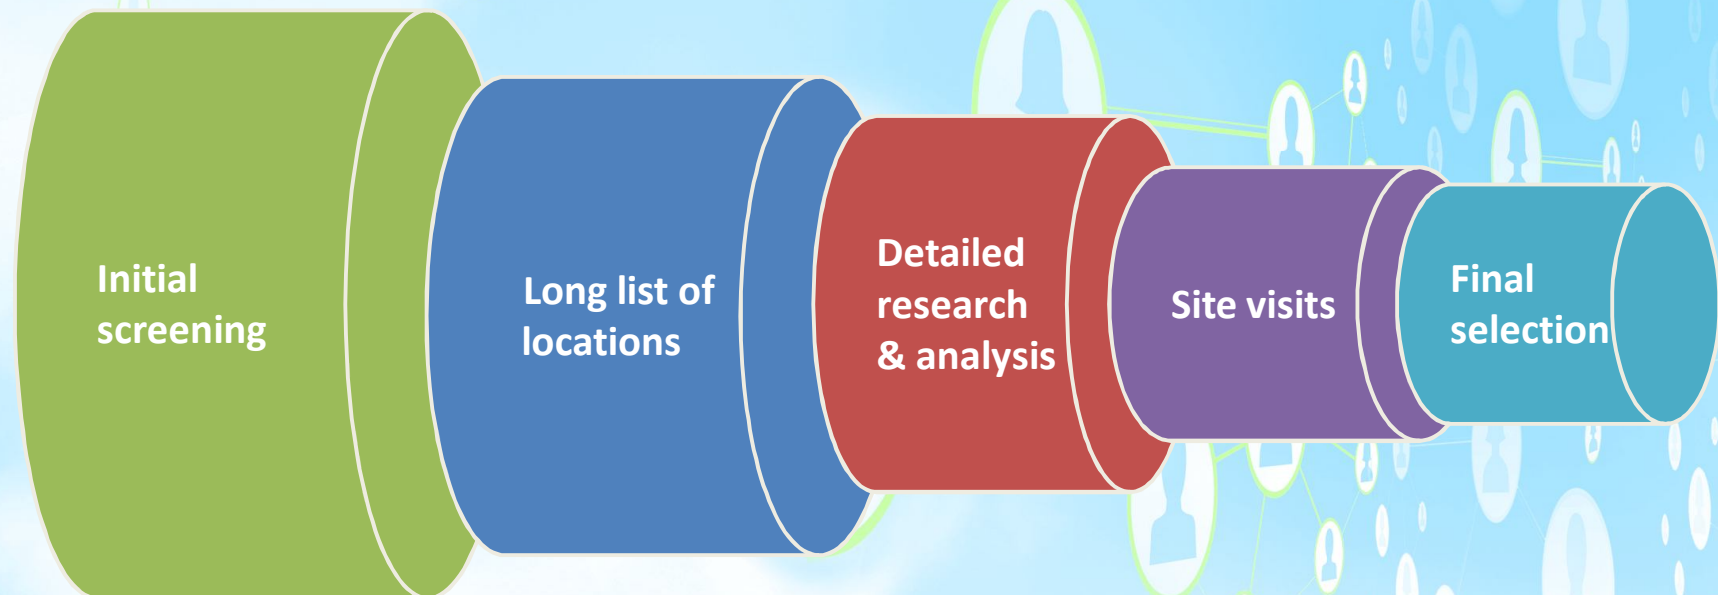 Initial
screening
Long list of
locations
Detailed
research
& analysis
Site visits
Final
selection